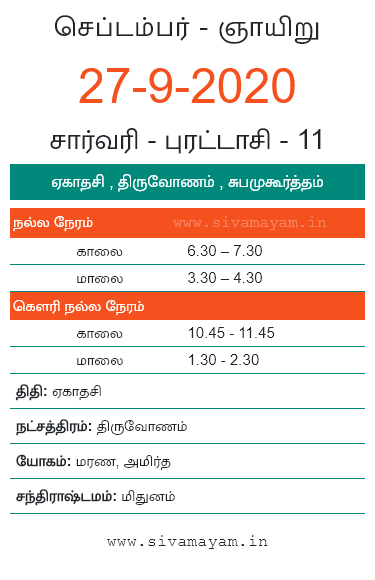 செப்டம்பர் - ஞாயிறு
27-9-2020
சார்வரி - புரட்டாசி - 11
ஏகாதசி , திருவோணம் , சுபமுகூர்த்தம்
நல்ல நேரம் www.sivamayam.in
காலை 6.30 – 7.30
மாலை 3.30 – 4.30
கௌரி நல்ல நேரம்
காலை 10.45 - 11.45
மாலை 1.30 - 2.30
திதி: ஏகாதசி
நட்சத்திரம்: திருவோணம்
யோகம்: மரண, அமிர்த
சந்திராஷ்டமம்: மிதுனம்
www.sivamayam.in